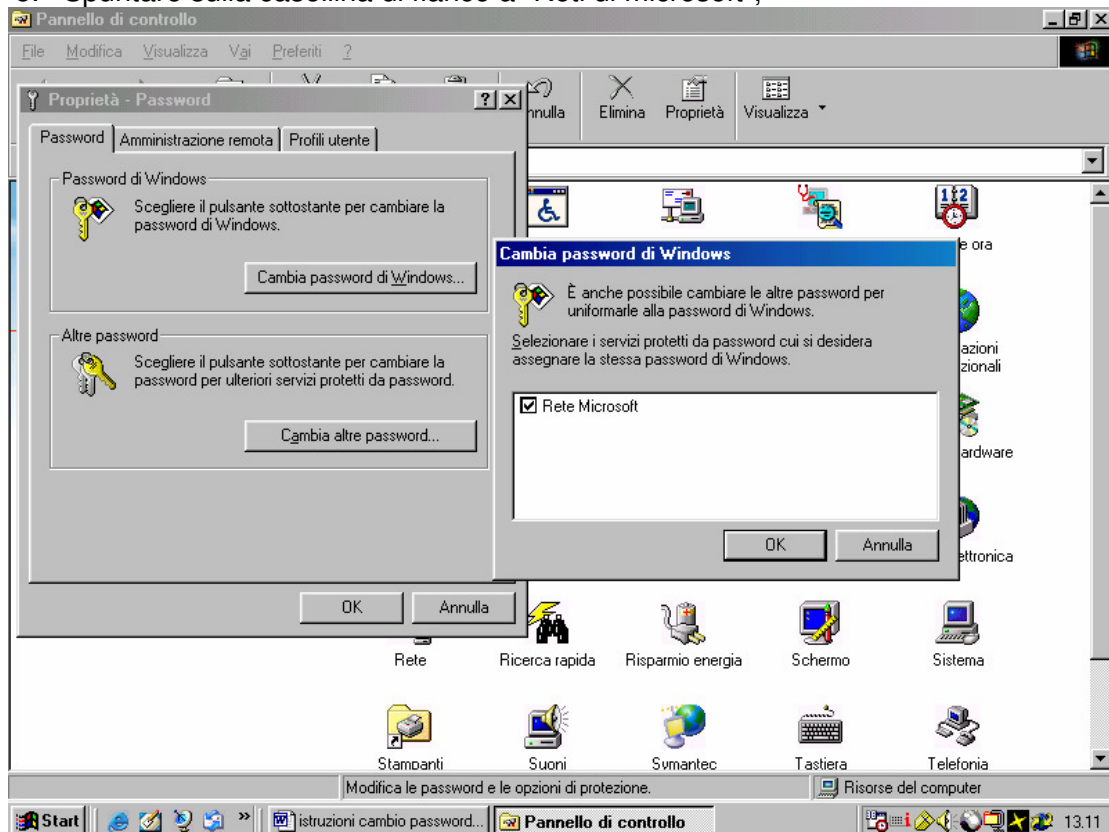 Pannello di controllo
File Modifica Visualizza Vai Preferiti ?
Elimina Proprietà Visualizza
Proprietà - Password
Password Amministrazione remota Profili utente
Password di Windows
Scegliere il pulsante sottostante per cambiare la
password di Windows.
Cambia password di Windows...
Altre password
Scegliere il pulsante sottostante per cambiare la
password per ulteriori servizi protetti da password.
Cambia altre password...
OK Annulla
Cambia password di Windows
È anche possibile cambiare le altre password per
uniformarle alla password di Windows.
Selezionare i servizi protetti da password cui si desidera
assegnare la stessa password di Windows.
Rete Microsoft
OK Annulla
e ora
azioni
zionali
ardware
ettronica
Rete Ricerca rapida Risparmio energia Schermo Sistema
Stampanti Suoni Symantec Tastiera Telefonia
Modifica le password e le opzioni di protezione. Risorse del computer
Start istruzioni cambio password... Pannello di controllo 13.11